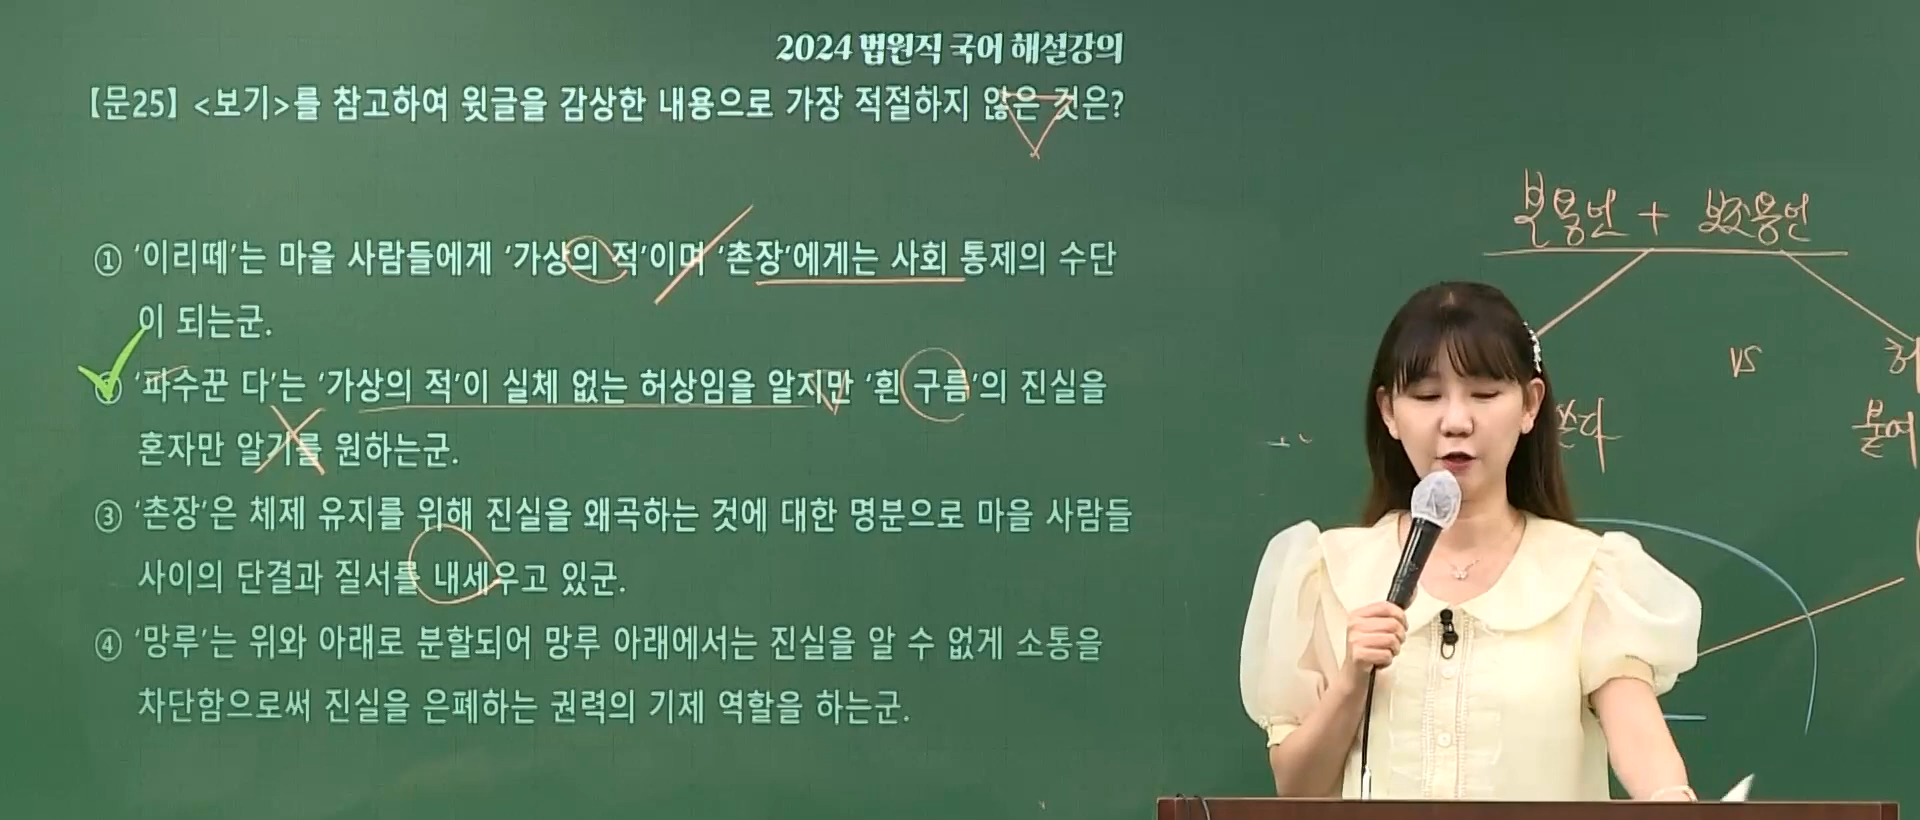 2024 법원직 국어 해설강의
【문25】 <보기>를 참고하여 윗글을 감상한 내용으로 가장 적절하지 않은 것은?
① ‘이리떼’는 마을 사람들에게 ‘가상의 적’이며 ‘촌장’에게는 사회 통제의 수단
이 되는군.
② ‘파수꾼 다’는 ‘가상의 적’이 실체 없는 허상임을 알지만 ‘흰 구름’의 진실을
혼자만 알기를 원하는군.
③ ‘촌장’은 체제 유지를 위해 진실을 왜곡하는 것에 대한 명분으로 마을 사람들
사이의 단결과 질서를 내세우고 있군.
④ ‘망루’는 위와 아래로 분할되어 망루 아래에서는 진실을 알 수 없게 소통을
차단함으로써 진실을 은폐하는 권력의 기제 역할을 하는군.
본용언 + 보조용언
VS
붙여